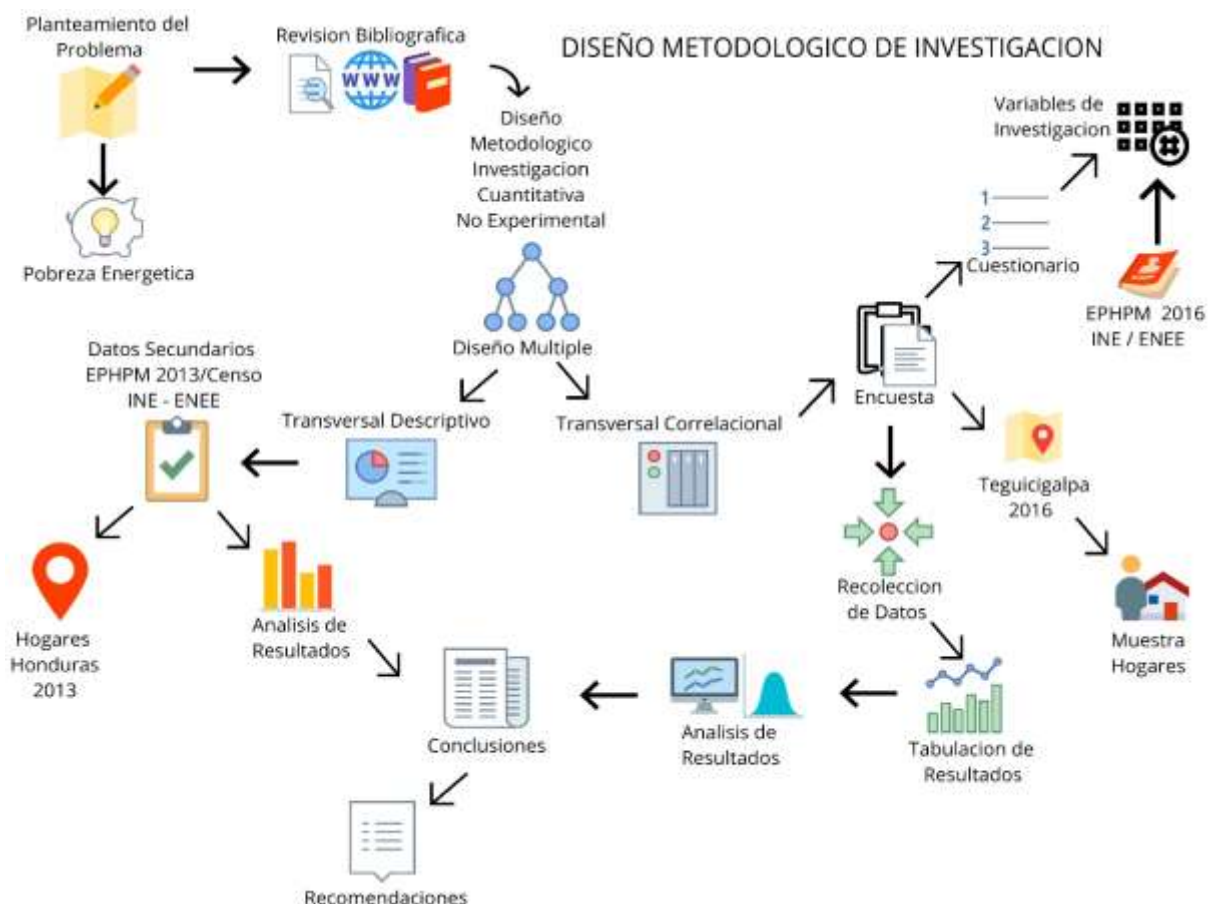 DISEÑO METODOLOGICO DE INVESTIGACION
Planteamiento del
Problema
Revision Bibliografica
WWW
Pobreza Energetica
Diseño
Metodologico
Investigacion
Cuantitativa
No Experimental
Diseño Multiple
Datos Secundarios
EPHPM 2013/Censo
INE - ENEE
Transversal Descriptivo
Transversal Correlacional
Variables de
Investigacion
1
2
3
Cuestionario
EPHPM 2016
INE / ENEE
Encuesta
Teguicigalpa
2016
Muestra
Hogares
Recoleccion
de Datos
Tabulacion de
Resultados
Analisis de
Resultados
Hogares
Honduras
2013
Analisis de
Resultados
Conclusiones
Recomendaciones